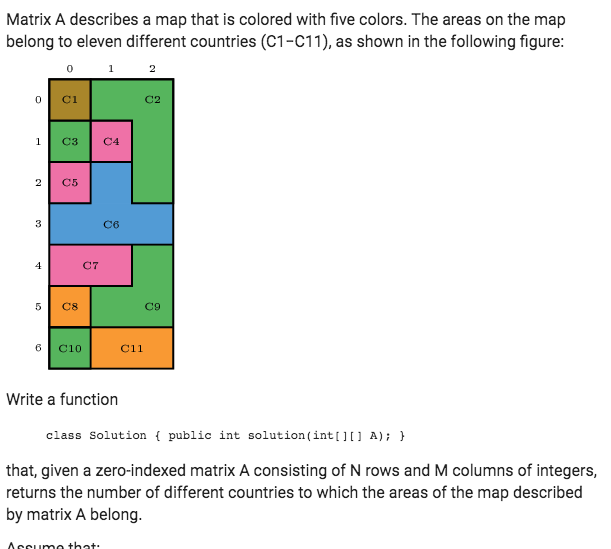 Matrix A describes a map that is colored with five colors. The areas on the map
belong to eleven different countries (C1-C11), as shown in the following figure:
0 1 2
0 C1 C2
1 C3 C4
2 C5
3 C6
4 C7
5 C8 C9
6 C10 C11
Write a function
class Solution { public int solution(int[][] A); }
that, given a zero-indexed matrix A consisting of N rows and M columns of integers,
returns the number of different countries to which the areas of the map described
by matrix A belong.
Assume that: